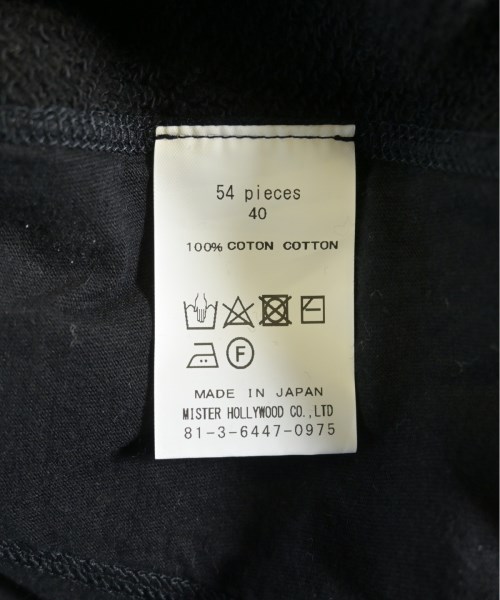 54 pieces
40
100% COTON COTTON
F
MADE IN JAPAN
MISTER HOLLYWOOD CO.,LTD
81-3-6447-0975